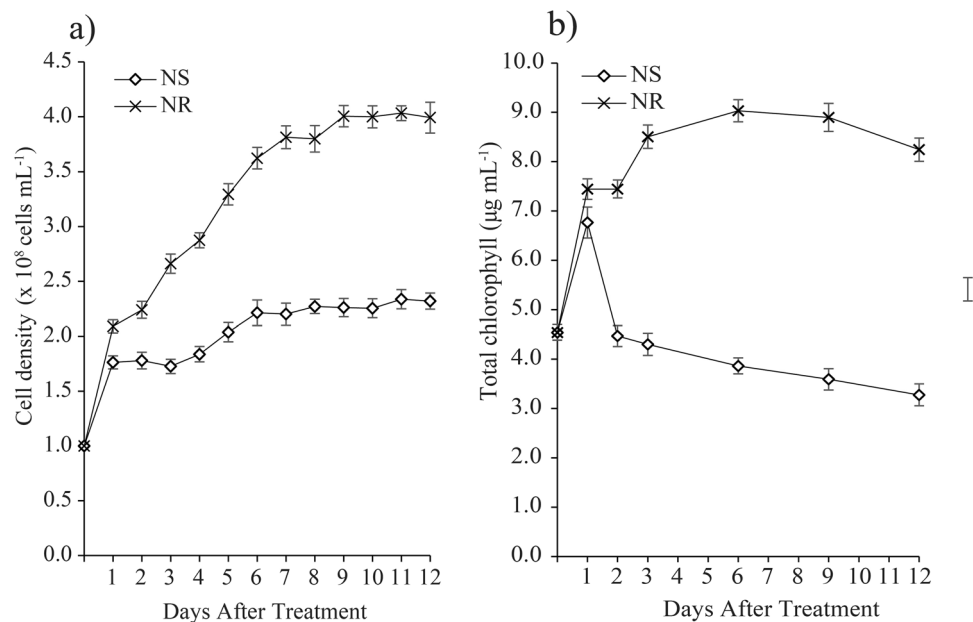 a)
NS
NR
Cell density (x 10⁸ cells mL⁻¹)
4.5
4.0
3.5
3.0
2.5
2.0
1.5
1.0
0.5
0.0
1 2 3 4 5 6 7 8 9 10 11 12
Days After Treatment
b)
NS
NR
Total chlorophyll (µg mL⁻¹)
10.0
9.0
8.0
7.0
6.0
5.0
4.0
3.0
2.0
1.0
0.0
1 2 3 4 5 6 7 8 9 10 11 12
Days After Treatment